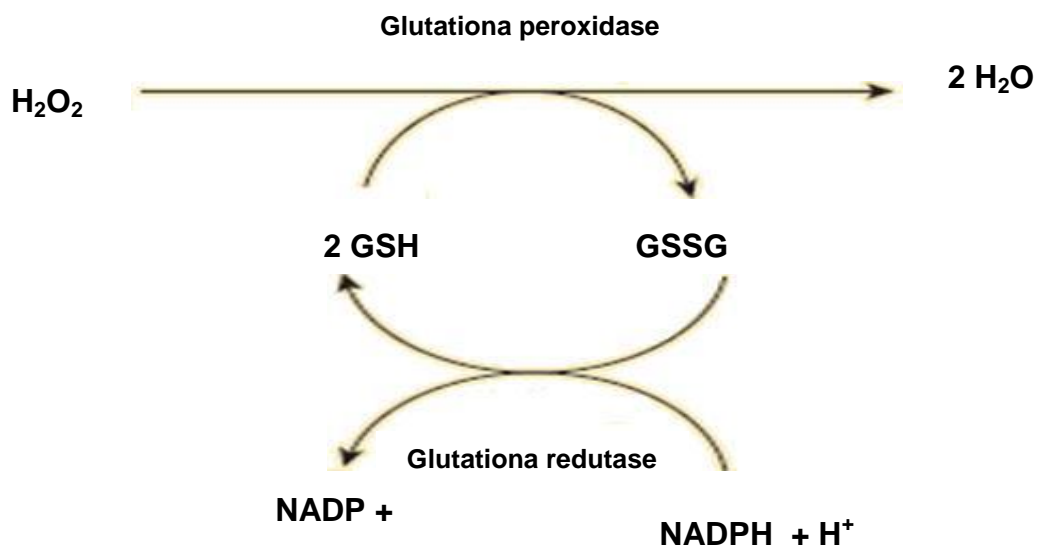 Glutationa peroxidase
H₂O₂
2 H₂O
2 GSH
GSSG
Glutationa redutase
NADP +
NADPH + H⁺